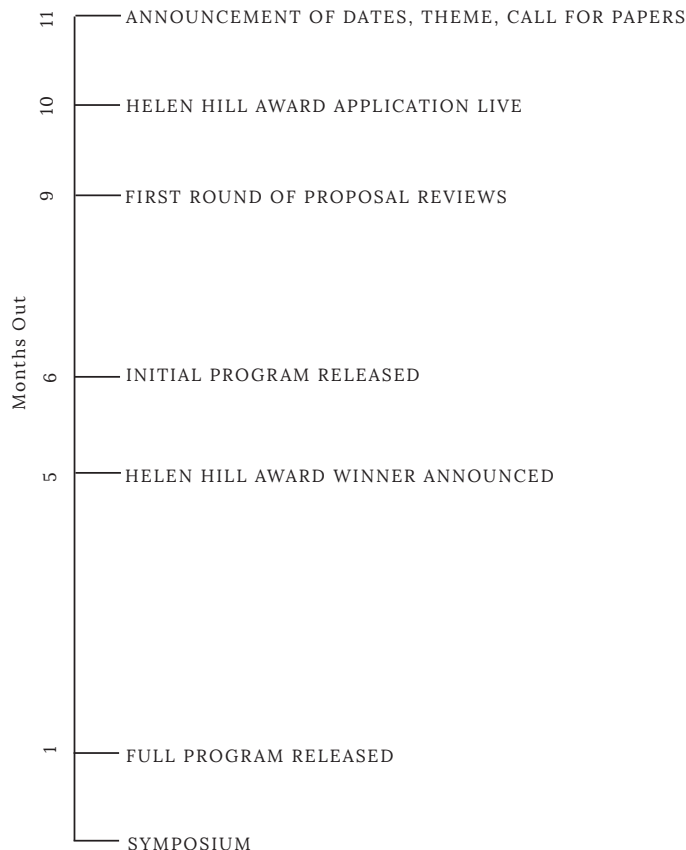 11
ANNOUNCEMENT OF DATES, THEME, CALL FOR PAPERS
10
HELEN HILL AWARD APPLICATION LIVE
9
FIRST ROUND OF PROPOSAL REVIEWS
Months Out
6
INITIAL PROGRAM RELEASED
5
HELEN HILL AWARD WINNER ANNOUNCED
1
FULL PROGRAM RELEASED
SYMPOSIUM